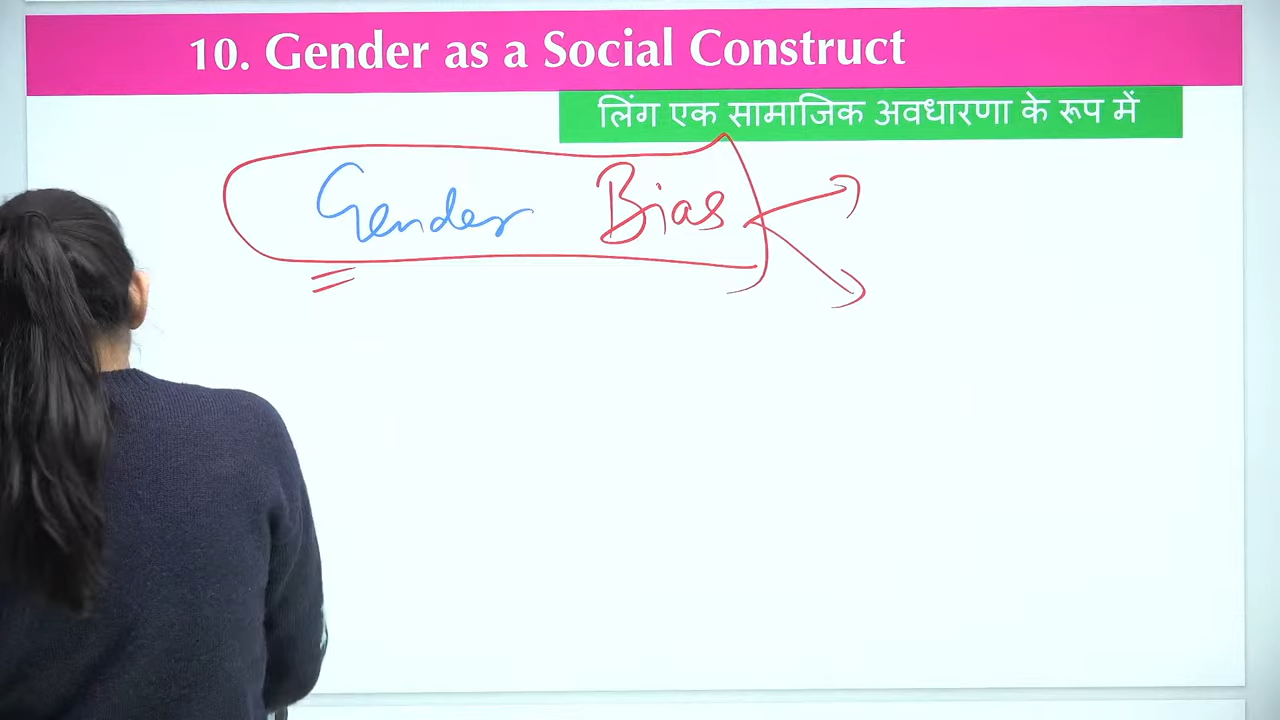 10. Gender as a Social Construct
लिंग एक सामाजिक अवधारणा के रूप में
Gender Bias